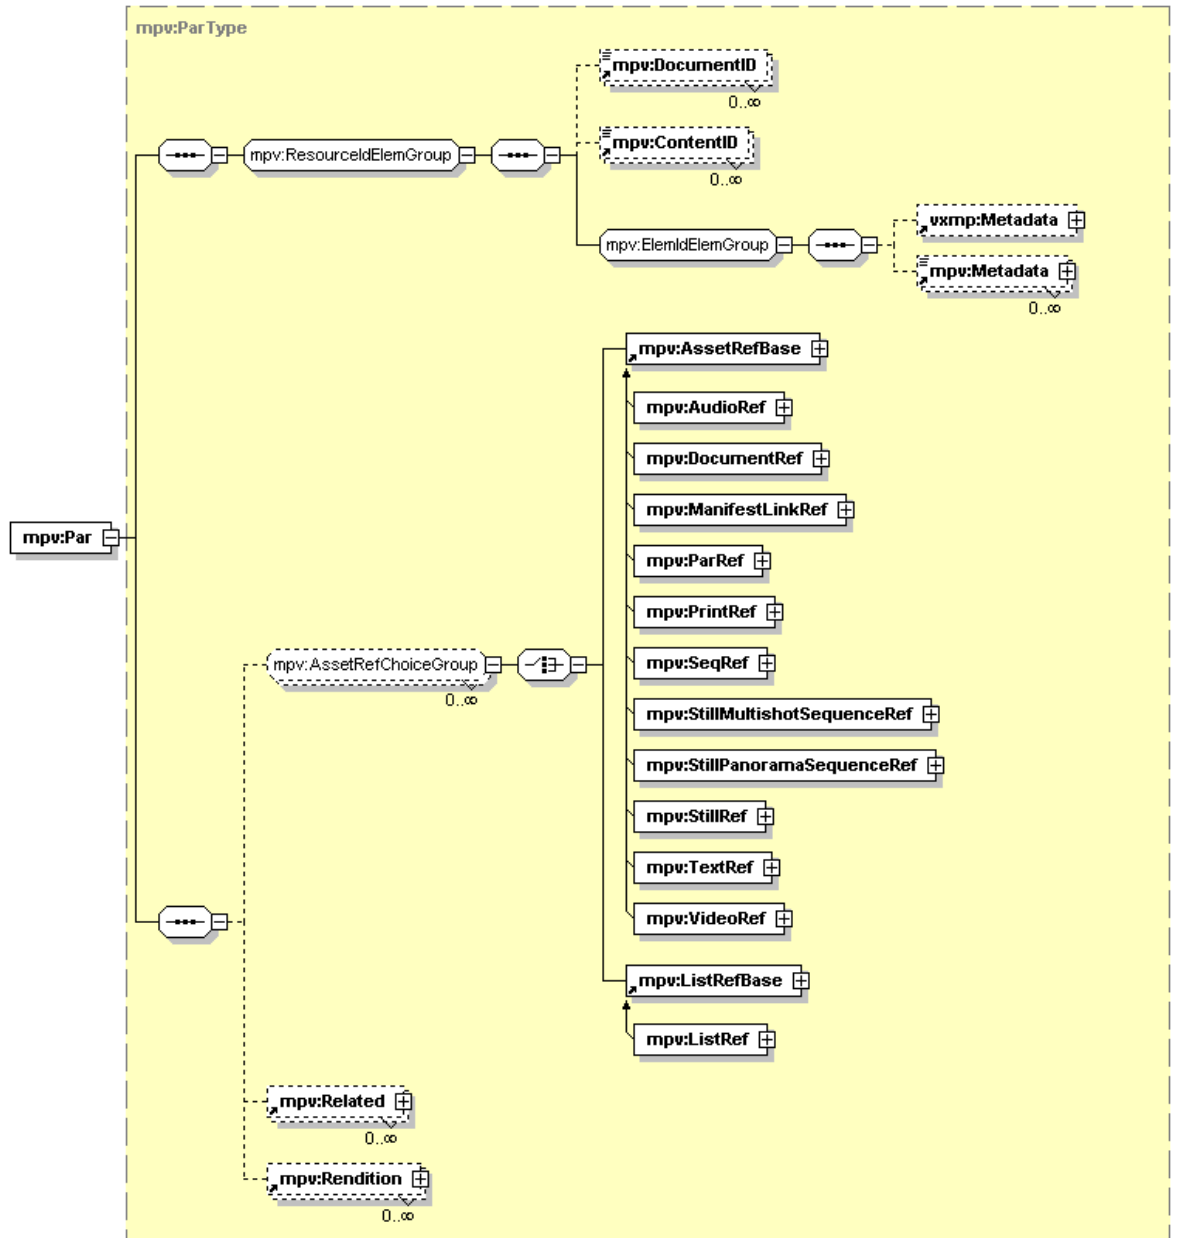 mpv:ParType
mpv:DocumentID
0..∞
mpv:ContentID
0..∞
mpv:ResourceIdElemGroup
mpv:ElemIdElemGroup
vxmp:Metadata
mpv:Metadata
0..∞
mpv:AssetRefBase
mpv:AudioRef
mpv:DocumentRef
mpv:ManifestLinkRef
mpv:Par
mpv:ParRef
mpv:PrintRef
mpv:AssetRefChoiceGroup
0..∞
mpv:SeqRef
mpv:StillMultishotSequenceRef
mpv:StillPanoramaSequenceRef
mpv:StillRef
mpv:TextRef
mpv:VideoRef
mpv:ListRefBase
mpv:ListRef
mpv:Related
0..∞
mpv:Rendition
0..∞